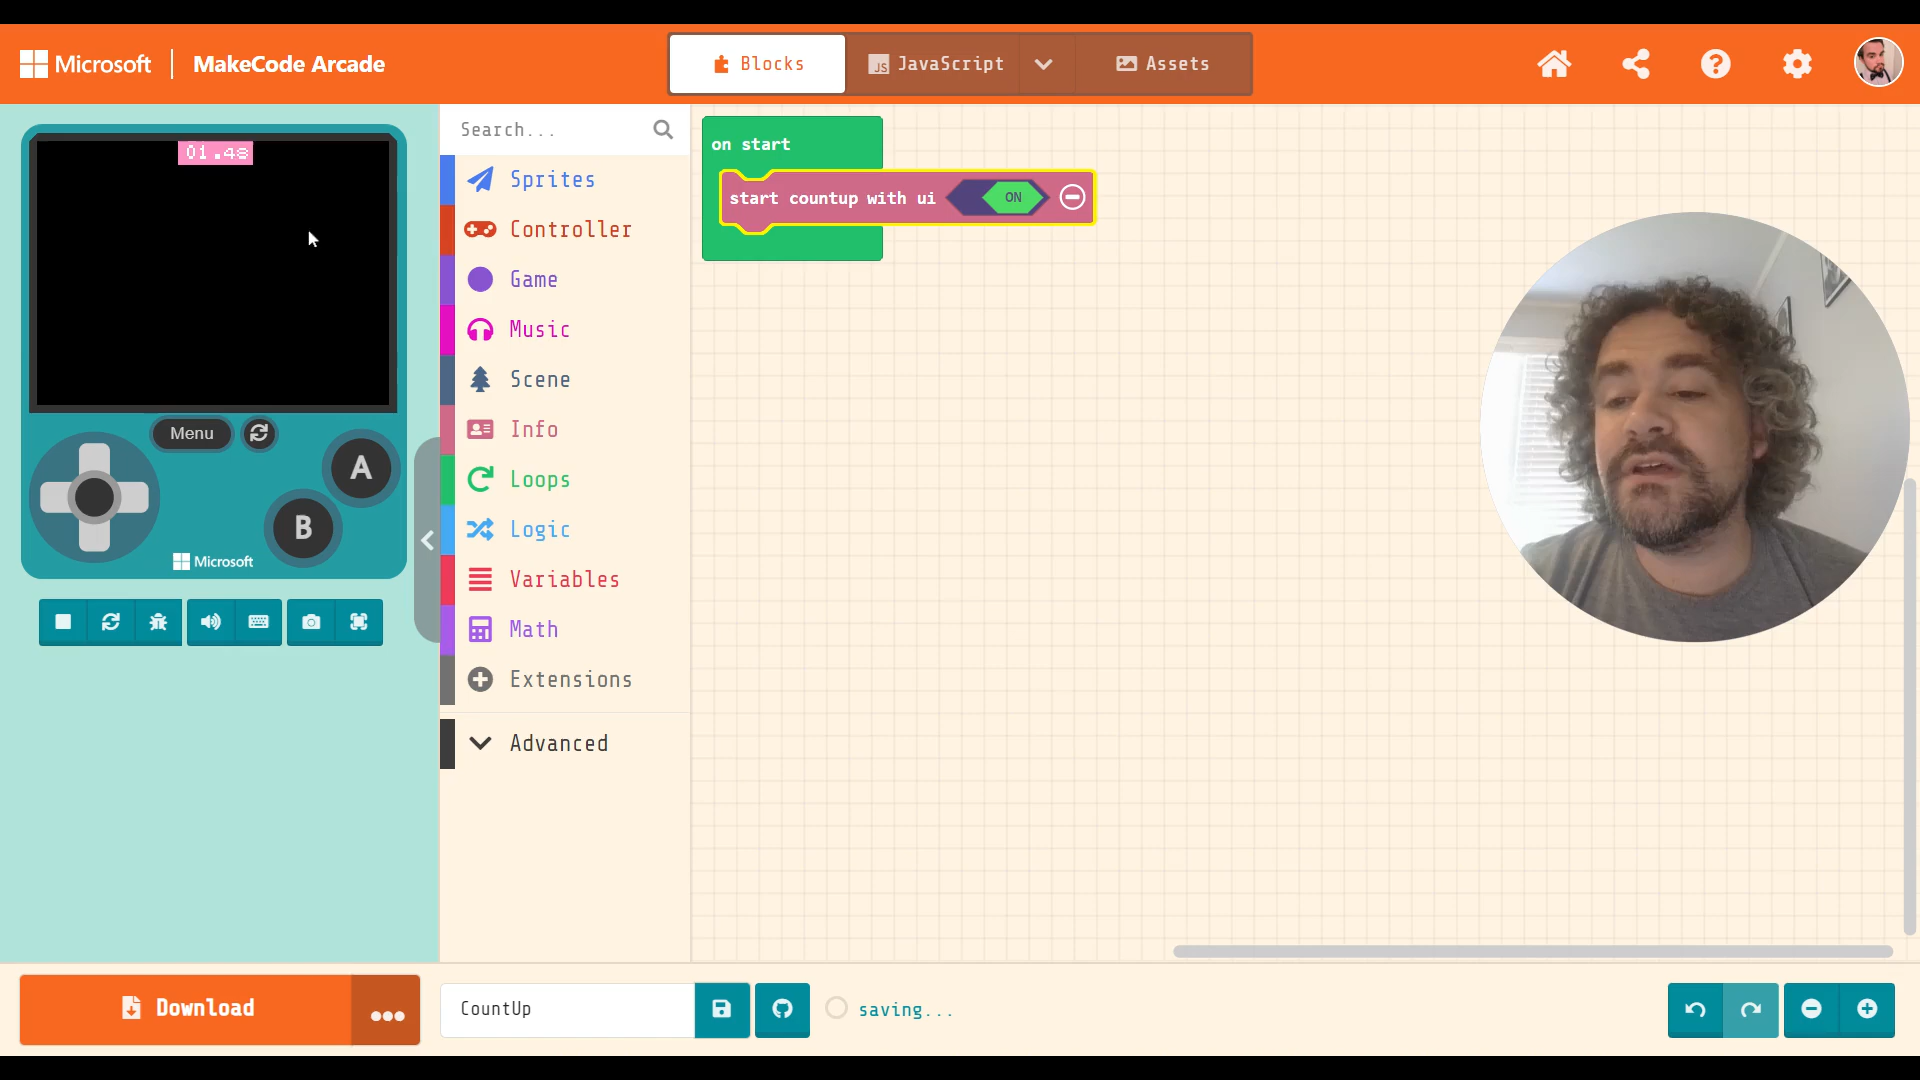 Microsoft | MakeCode Arcade
Blocks
JS JavaScript
Assets
01.48
Menu
A
B
Microsoft
Search...
Sprites
Controller
Game
Music
Scene
Info
Loops
Logic
Variables
Math
Extensions
Advanced
on start
start countup with ui ON
Download
CountUp
saving...